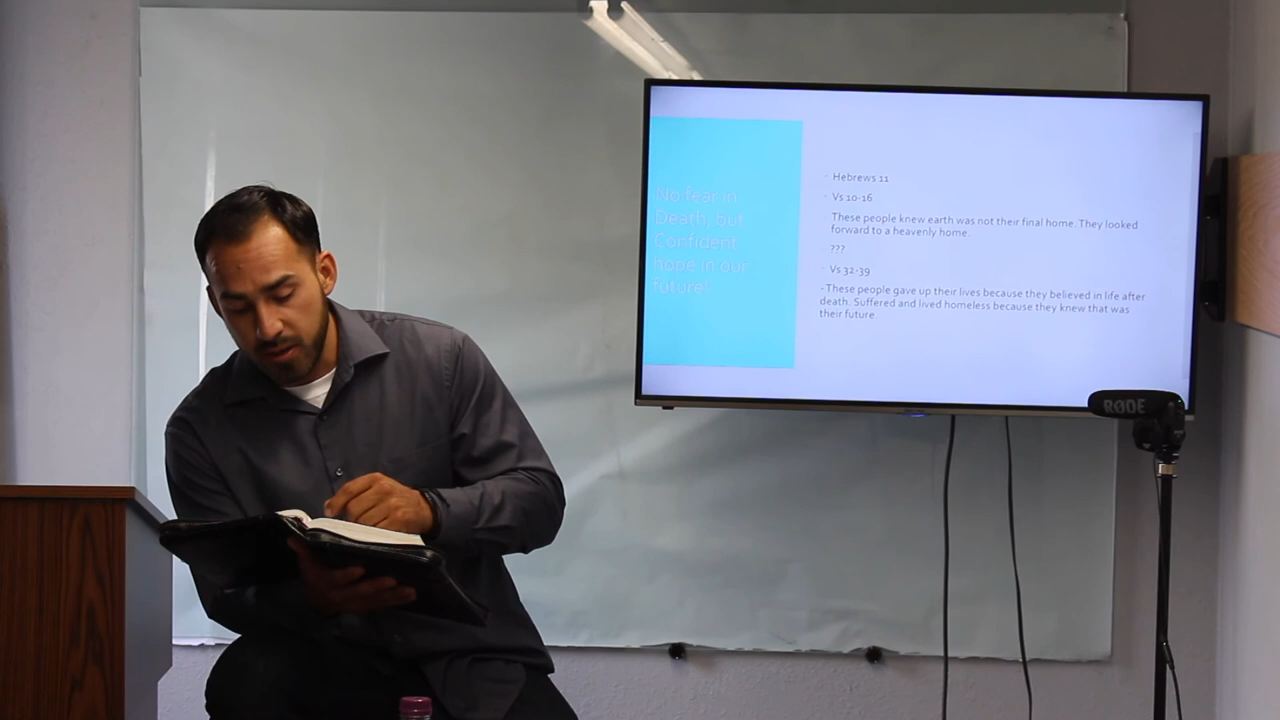 No fear in
Death, but
Confident
hope in our
future!
- Hebrews 11
- Vs 10-16
These people knew earth was not their final home. They looked
forward to a heavenly home.
???
- Vs 32-39
- These people gave up their lives because they believed in life after
death. Suffered and lived homeless because they knew that was
their future.
RØDE